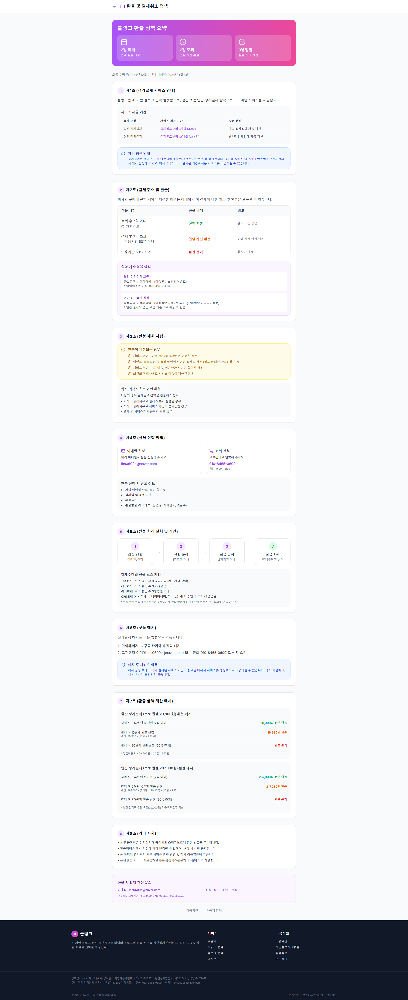 환불 및 결제취소 정책
블랭크 환불 정책 요약
7일 이내
전액 환불 가능
7일 초과
일할 계산 환불
3영업일
환불 처리 기간
최종 수정일: 2024년 12월 22일 | 시행일: 2024년 1월 31일
1 제1조 (정기결제 서비스 안내)
블랭크는 AI 기반 블로그 분석 플랫폼으로, 월간 또는 연간 정기결제 방식으로 프리미엄 서비스를 제공합니다.
서비스 제공 기간
결제 유형 서비스 제공 기간 자동 갱신
월간 정기결제 결제일로부터 1개월 (30일) 매월 결제일에 자동 갱신
연간 정기결제 결제일로부터 12개월 (365일) 1년 후 결제일에 자동 갱신
자동 갱신 안내
정기결제는 서비스 기간 만료일에 등록된 결제수단으로 자동 갱신됩니다. 갱신을 원하지 않으시면 만료일 최소 1일 전까
지 해지 신청해 주세요. 해지 후에도 이미 결제된 기간까지는 서비스를 이용하실 수 있습니다.
2 제2조 (결제 취소 및 환불)
회사와 구매에 관한 계약을 체결한 회원은 아래와 같이 결제에 대한 취소 및 환불을 요구할 수 있습니다.
환불 시점 환불 금액 비고
결제 후 7일 이내
(청약철회 기간)
전액 환불 별도 조건 없음
결제 후 7일 초과
~ 이용기간 50% 이내
일할 계산 환불 아래 계산 방식 적용
이용기간 50% 초과 환불 불가 해지만 가능
일할 계산 환불 방식
월간 정기결제 회원
환불금액 = 결제금액 - (이용일수 × 일일이용료)
* 일일이용료 = 월 결제금액 ÷ 30일
연간 정기결제 회원
환불금액 = 결제금액 - (이용월수 × 월간요금) - (잔여일수 × 일일이용료)
* 연간 결제도 월간 요금 기준으로 계산 후 환불
3 제3조 (환불 제한 사항)
환불이 제한되는 경우
서비스 이용기간의 50%를 초과하여 이용한 경우
이벤트, 프로모션 등 특별 할인이 적용된 결제의 경우 (별도 안내된 환불정책 적용)
서비스 악용, 부정 이용, 이용약관 위반이 확인된 경우
회원의 귀책사유로 서비스 이용이 제한된 경우
회사 귀책사유로 인한 환불
다음의 경우 결제금액 전액을 환불해 드립니다:
• 회사의 귀책사유로 결제 오류가 발생한 경우
• 회사의 귀책사유로 서비스 제공이 불가능한 경우
• 결제 후 서비스가 제공되지 않은 경우
4 제4조 (환불 신청 방법)
이메일 신청
아래 이메일로 환불 신청해 주세요.
lhs0609c@naver.com
전화 신청
고객센터로 연락해 주세요.
010-8465-0609
평일 10:00~18:00
환불 신청 시 필요 정보
• 가입 이메일 주소 (회원 확인용)
• 결제일 및 결제 금액
• 환불 사유
• 환불받을 계좌 정보 (은행명, 계좌번호, 예금주)
5 제5조 (환불 처리 절차 및 기간)
1
환불 신청
이메일/전화
→
2
신청 확인
1영업일 이내
→
3
환불 승인
2영업일 이내
→
✓
환불 완료
결제수단별 상이
결제수단별 환불 소요 기간
신용카드: 취소 승인 후 3~7영업일 (카드사별 상이)
체크카드: 취소 승인 후 3~5영업일
계좌이체: 취소 승인 후 3영업일 이내
간편결제 (카카오페이, 네이버페이, 토스 등): 취소 승인 후 즉시~3영업일
* 환불 처리 후 실제 환불까지는 결제수단 및 카드사/은행 정책에 따라 추가 시간이 소요될 수 있습니다.
6 제6조 (구독 해지)
정기결제 해지는 다음 방법으로 가능합니다:
1. 마이페이지 → 구독 관리에서 직접 해지
2. 고객센터 이메일(lhs0609c@naver.com) 또는 전화(010-8465-0609)로 해지 요청
해지 후 서비스 이용
해지 신청 후에도 이미 결제된 서비스 기간이 종료될 때까지 서비스를 정상적으로 이용하실 수 있습니다. 해지 시점에 즉
시 서비스가 중단되지 않습니다.
7 제7조 (환불 금액 계산 예시)
월간 정기결제 (프로 플랜 29,900원) 환불 예시
결제 후 3일째 환불 신청 (7일 이내) 29,900원 전액 환불
결제 후 10일째 환불 신청 19,930원 환불
계산: 29,900 - (10일 × 997원)
결제 후 20일째 환불 신청 (50% 초과) 환불 불가
* 일일이용료 = 29,900원 ÷ 30일 ≈ 997원
연간 정기결제 (프로 플랜 287,000원) 환불 예시
결제 후 5일째 환불 신청 (7일 이내) 287,000원 전액 환불
결제 후 2개월 10일째 환불 신청 217,230원 환불
계산: 287,000 - (2개월 × 29,900) - (10일 × 997)
결제 후 7개월째 환불 신청 (50% 초과) 환불 불가
* 연간 결제도 월간 요금(29,900원) 기준으로 일할 계산
8 제8조 (기타 사항)
• 본 환불정책은 전자상거래 등에서의 소비자보호에 관한 법률을 준수합니다.
• 환불정책은 회사 사정에 따라 변경될 수 있으며, 변경 시 사전 공지합니다.
• 본 정책에 명시되지 않은 사항은 관련 법령 및 회사 이용약관에 따릅니다.
• 분쟁 발생 시 소비자분쟁해결기준(공정거래위원회 고시)에 따라 해결합니다.
환불 및 결제 관련 문의
이메일: lhs0609c@naver.com 전화: 010-8465-0609
고객센터 운영시간: 평일 10:00 - 18:00 (주말/공휴일 휴무)
이용약관 | 요금제 안내
B 블랭크
AI 기반 블로그 분석 플랫폼으로 네이버 블로그의 품질 지수를 정확하게 측정하고, 상위 노출을 위
한 최적화 전략을 제공합니다.
서비스
요금제
키워드 분석
블로그 분석
대시보드
고객지원
이용약관
개인정보처리방침
환불정책
문의하기
상호명: 머프키치 대표자: 양보름 사업자등록번호: 401-20-84647 통신판매업신고: 제2025-고양덕양구-1770호
주소: 경기도 의왕시 백운호수로6길 4, 202호(학의동) 전화: 010-8465-0609 이메일: lhs0609c@naver.com
© 2024 머프키치. All rights reserved.
이용약관 개인정보처리방침 환불정책